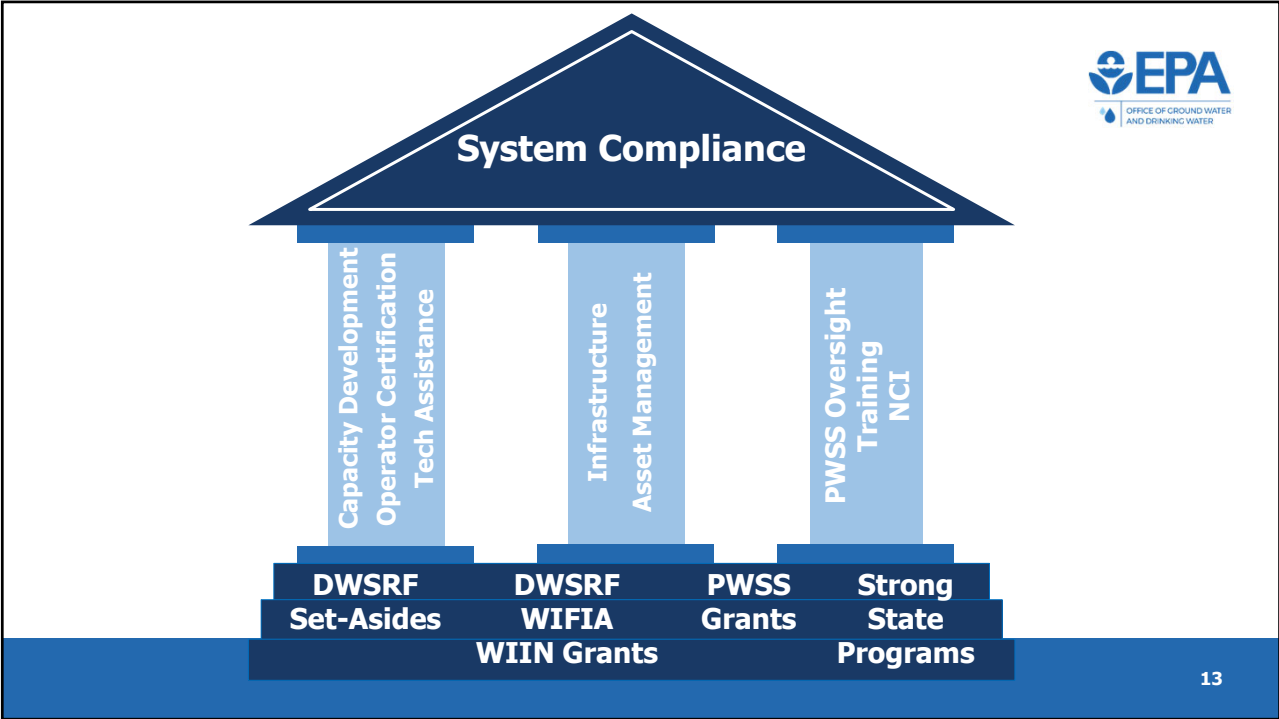 EPA
OFFICE OF GROUND WATER
AND DRINKING WATER
System Compliance
Capacity Development
Operator Certification
Tech Assistance
Infrastructure
Asset Management
PWSS Oversight
Training
NCI
DWSRF DWSRF PWSS Strong
Set-Asides WIFIA Grants State
WIIN Grants Programs
13